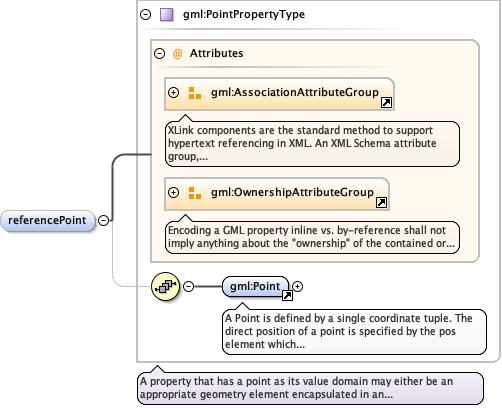 gml:PointPropertyType
@ Attributes
gml:AssociationAttributeGroup
XLink components are the standard method to support
hypertext referencing in XML. An XML Schema attribute
group,...
gml:OwnershipAttributeGroup
Encoding a GML property inline vs. by-reference shall not
imply anything about the "ownership" of the contained or...
referencePoint
gml:Point
A Point is defined by a single coordinate tuple. The
direct position of a point is specified by the pos
element which...
A property that has a point as its value domain may either be an
appropriate geometry element encapsulated in an...